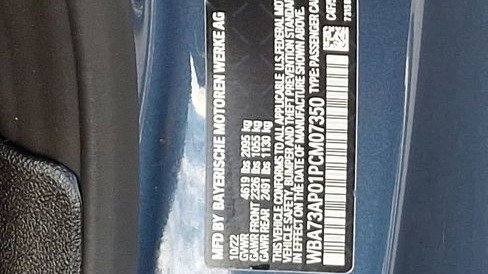 MFD BY BAYERISCHE MOTOREN WERKE AG
10/22
GVWR 4619 lbs 2095 kg
GAWR FRONT 2326 lbs 1055 kg
GAWR REAR 2491 lbs 1130 kg
THIS VEHICLE CONFORMS TO ALL APPLICABLE U.S. FEDERAL MOTOR
VEHICLE SAFETY, BUMPER AND THEFT PREVENTION STANDARDS
IN EFFECT ON THE DATE OF MANUFACTURE SHOWN ABOVE.
WBA73AP01PCM07350 TYPE: PASSENGER CAR